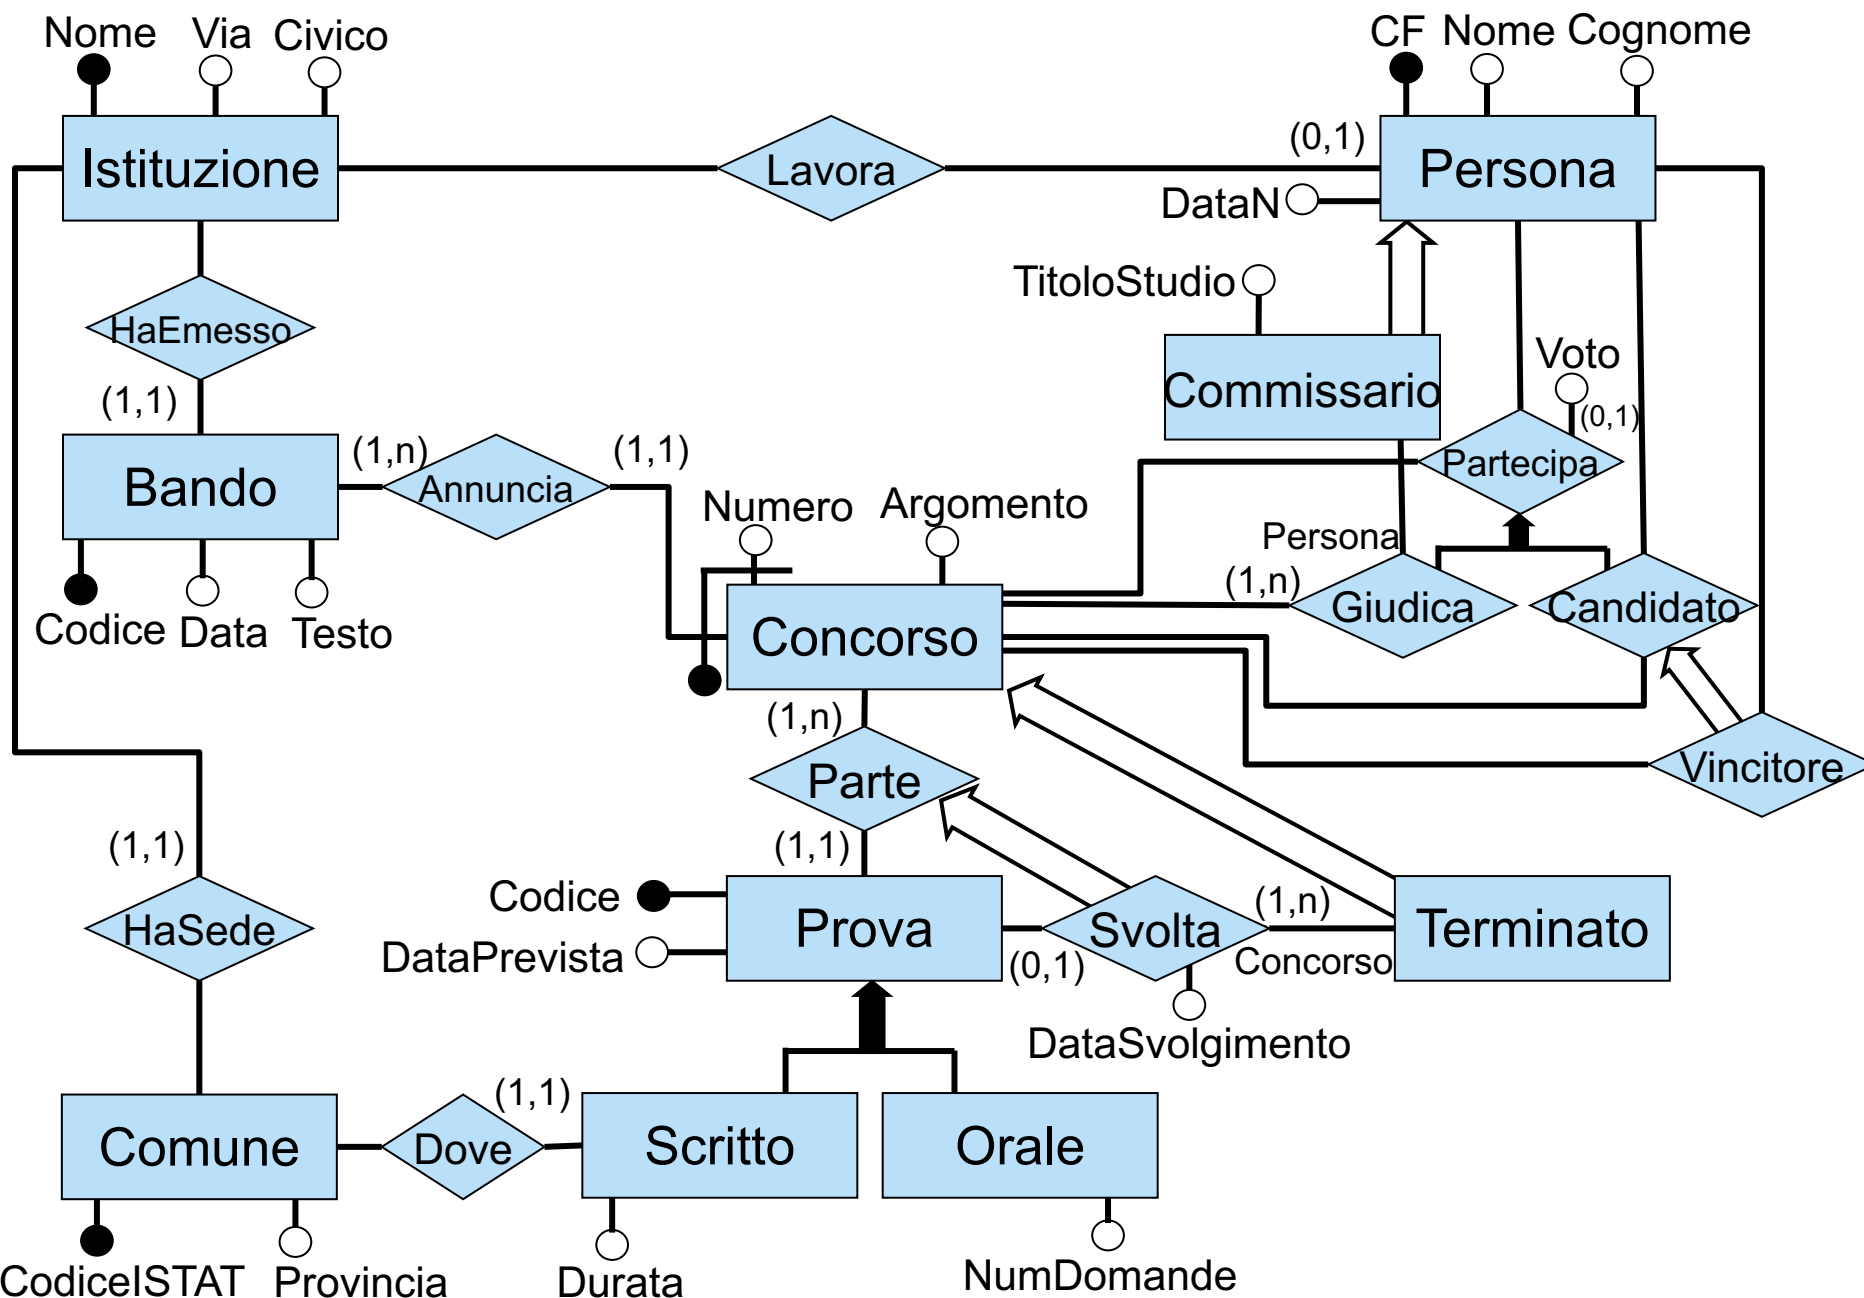 Nome Via Civico
CF Nome Cognome
Istituzione
Lavora
(0,1)
Persona
DataN
TitoloStudio
HaEmesso
(1,1)
Commissario
Voto
(0,1)
Partecipa
Bando
(1,n)
Annuncia
(1,1)
Numero
Argomento
Persona
(1,n)
Giudica
Candidato
Codice Data Testo
Concorso
(1,n)
Parte
Vincitore
(1,1)
(1,1)
HaSede
Codice
DataPrevista
Prova
(0,1)
Svolta
(1,n)
Concorso
Terminato
DataSvolgimento
Comune
Dove
(1,1)
Scritto
Orale
CodiceISTAT Provincia
Durata
NumDomande